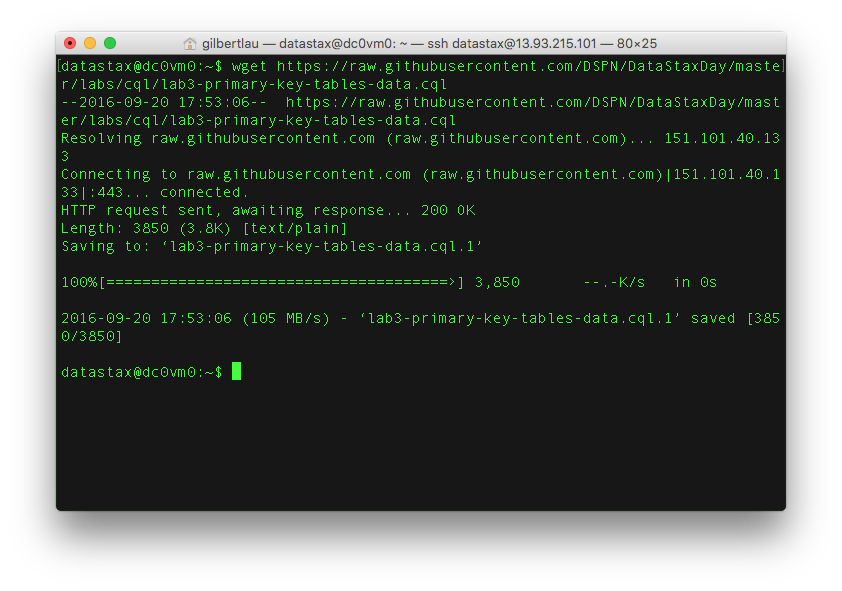 gilbertlau — datastax@dc0vm0: ~ — ssh datastax@13.93.215.101 — 80×25
[datastax@dc0vm0:~$ wget https://raw.githubusercontent.com/DSPN/DataStaxDay/maste]
r/labs/cql/lab3-primary-key-tables-data.cql
--2016-09-20 17:53:06--  https://raw.githubusercontent.com/DSPN/DataStaxDay/mast
er/labs/cql/lab3-primary-key-tables-data.cql
Resolving raw.githubusercontent.com (raw.githubusercontent.com)... 151.101.40.13
3
Connecting to raw.githubusercontent.com (raw.githubusercontent.com)|151.101.40.1
33|:443... connected.
HTTP request sent, awaiting response... 200 OK
Length: 3850 (3.8K) [text/plain]
Saving to: ‘lab3-primary-key-tables-data.cql.1’
100%[======================================>] 3,850       --.-K/s   in 0s
2016-09-20 17:53:06 (105 MB/s) - ‘lab3-primary-key-tables-data.cql.1’ saved [385
0/3850]
datastax@dc0vm0:~$